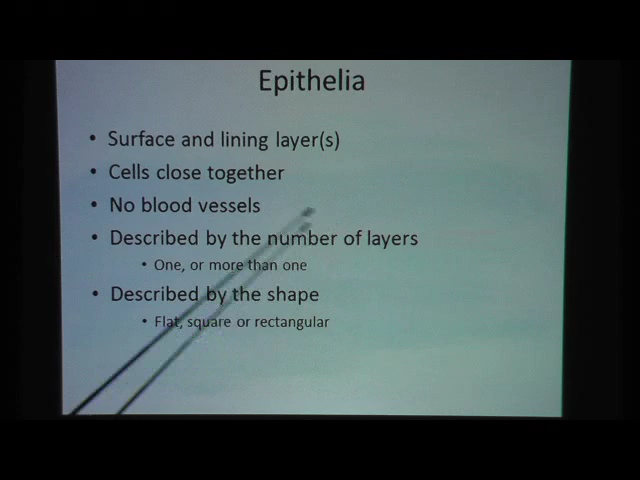 Epithelia
• Surface and lining layer(s)
• Cells close together
• No blood vessels
• Described by the number of layers
• One, or more than one
• Described by the shape
• Flat, square or rectangular